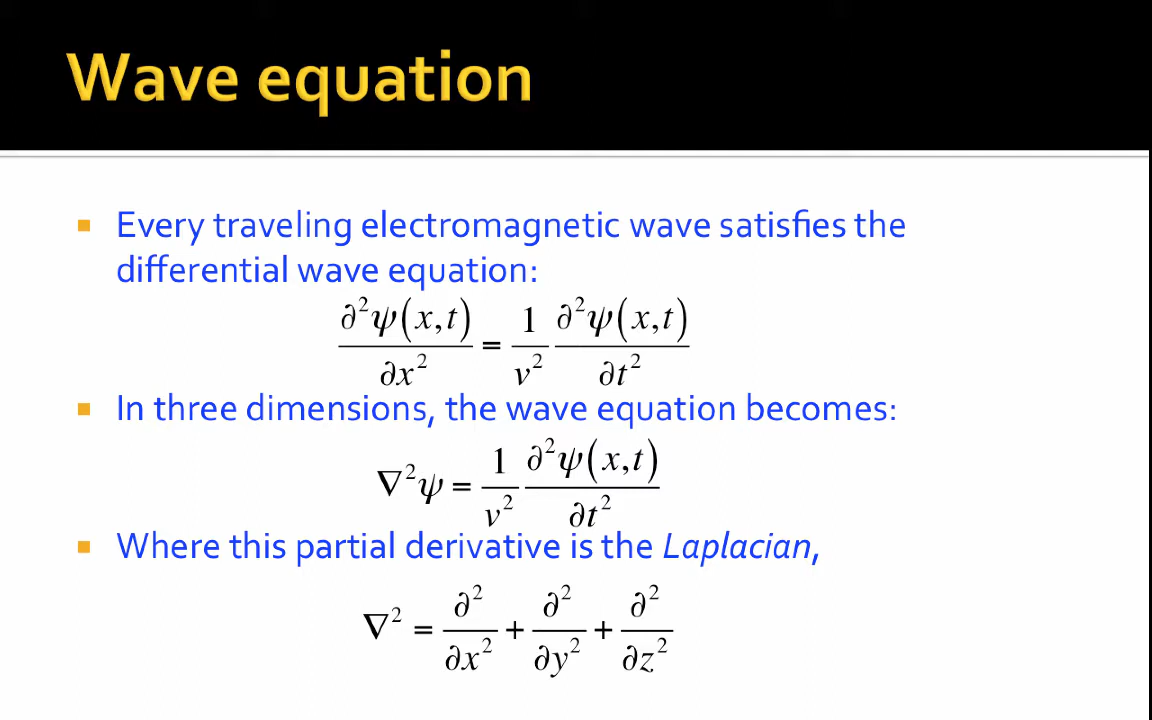 Wave equation
▪ Every traveling electromagnetic wave satisfies the
differential wave equation:
∂²ψ(x,t)/∂x² = 1/v² ∂²ψ(x,t)/∂t²
▪ In three dimensions, the wave equation becomes:
∇²ψ = 1/v² ∂²ψ(x,t)/∂t²
▪ Where this partial derivative is the Laplacian,
∇² = ∂²/∂x² + ∂²/∂y² + ∂²/∂z²